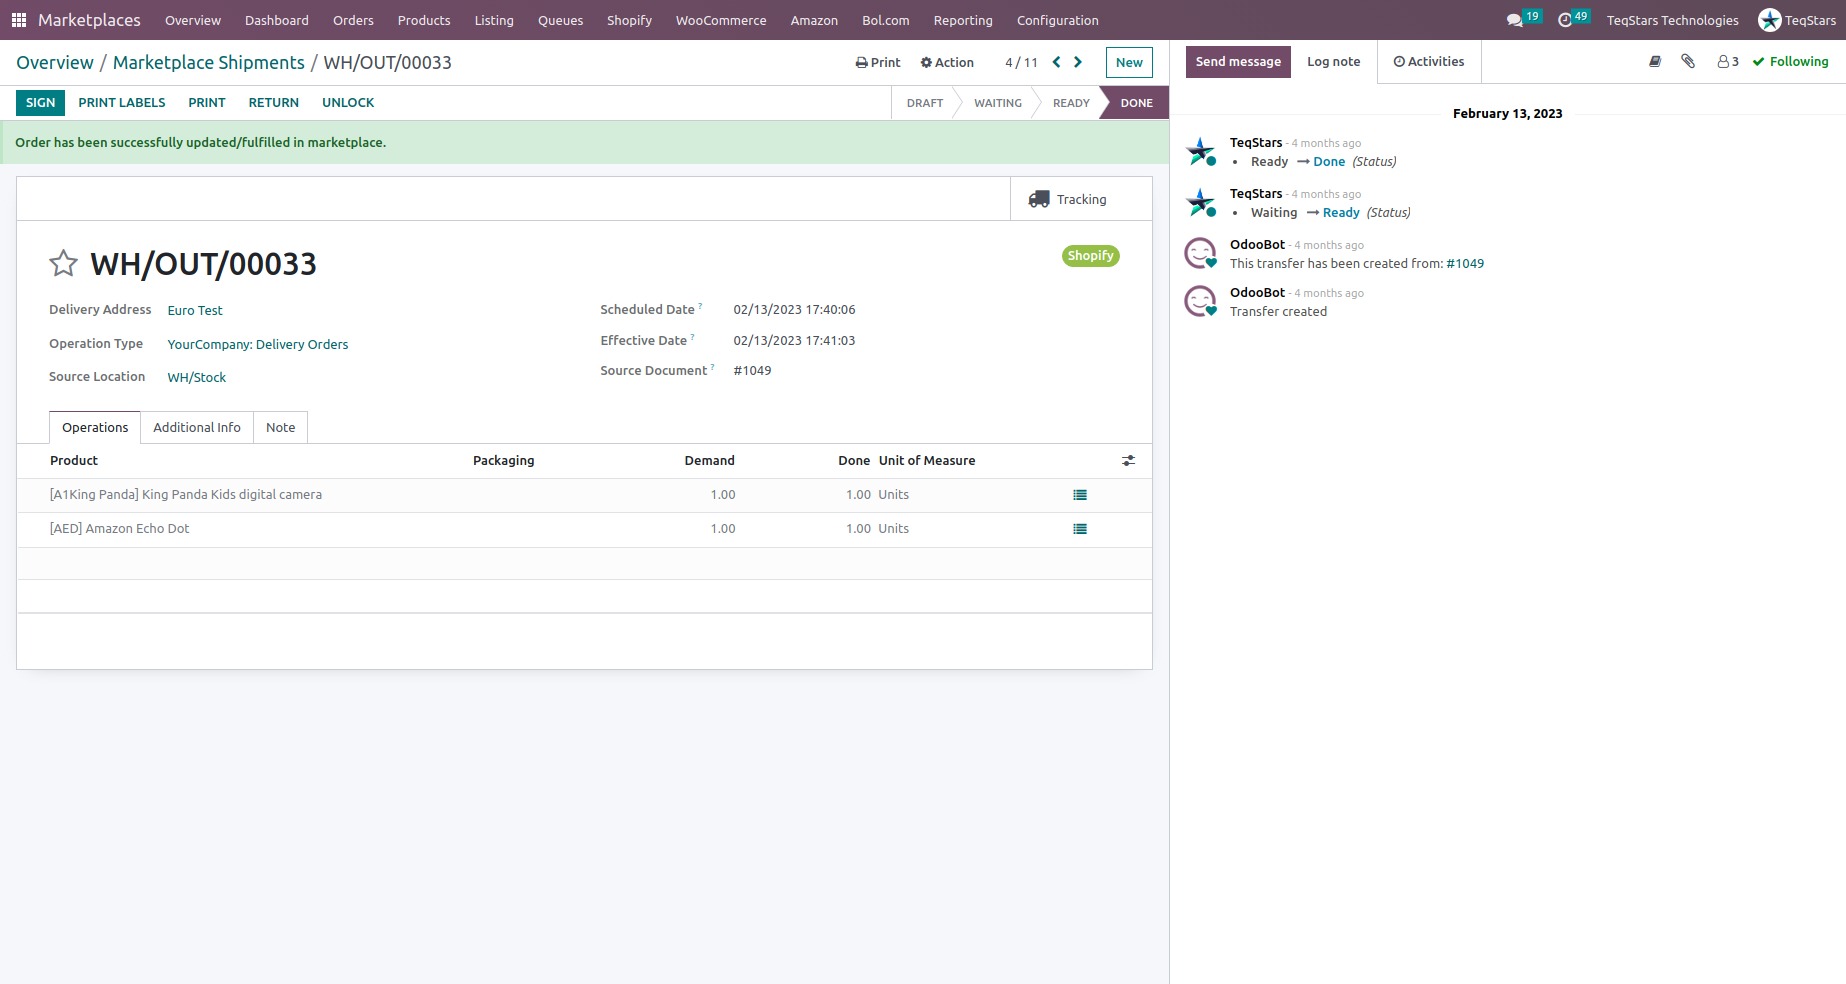 Marketplaces Overview Dashboard Orders Products Listing Queues Shopify WooCommerce Amazon Bol.com Reporting Configuration 19 49 TeqStars Technologies TeqStars
Overview / Marketplace Shipments / WH/OUT/00033 Print Action 4 / 11 New
SIGN PRINT LABELS PRINT RETURN UNLOCK DRAFT WAITING READY DONE
Order has been successfully updated/fulfilled in marketplace.
Tracking
WH/OUT/00033
Shopify
Delivery Address Euro Test Scheduled Date ? 02/13/2023 17:40:06
Operation Type YourCompany: Delivery Orders Effective Date ? 02/13/2023 17:41:03
Source Location WH/Stock Source Document ? #1049
Operations Additional Info Note
Product Packaging Demand Done Unit of Measure
[A1King Panda] King Panda Kids digital camera 1.00 1.00 Units
[AED] Amazon Echo Dot 1.00 1.00 Units
Send message Log note Activities 3 Following
February 13, 2023
TeqStars - 4 months ago
• Ready → Done (Status)
TeqStars - 4 months ago
• Waiting → Ready (Status)
OdooBot - 4 months ago
This transfer has been created from: #1049
OdooBot - 4 months ago
Transfer created